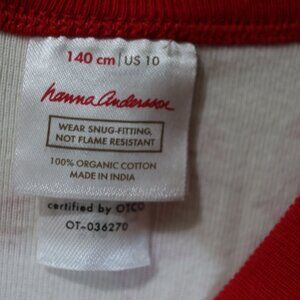 140 cm | US 10
hanna andersson
WEAR SNUG-FITTING,
NOT FLAME RESISTANT
100% ORGANIC COTTON
MADE IN INDIA
certified by OTCO
OT-036270